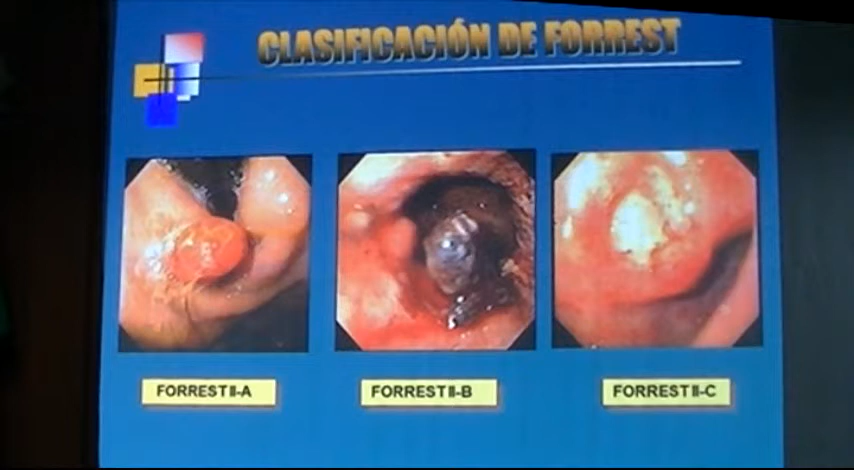 CLASIFICACIÓN DE FORREST
FORREST II-A
FORREST II-B
FORREST II-C